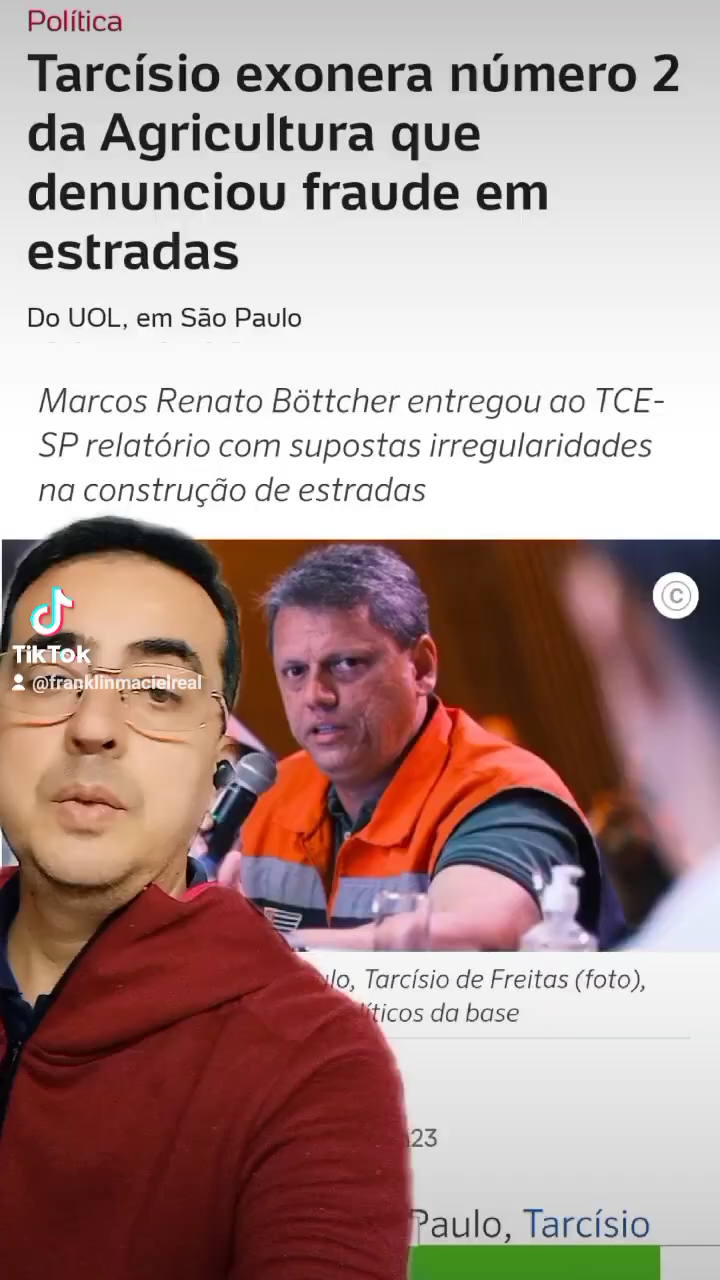 Política
Tarcísio exonera número 2
da Agricultura que
denunciou fraude em
estradas
Do UOL, em São Paulo
Marcos Renato Böttcher entregou ao TCE-
SP relatório com supostas irregularidades
na construção de estradas
©
TikTok
@franklinmacielreal
Tarcísio de Freitas (foto),
da base
23
Paulo, Tarcísio